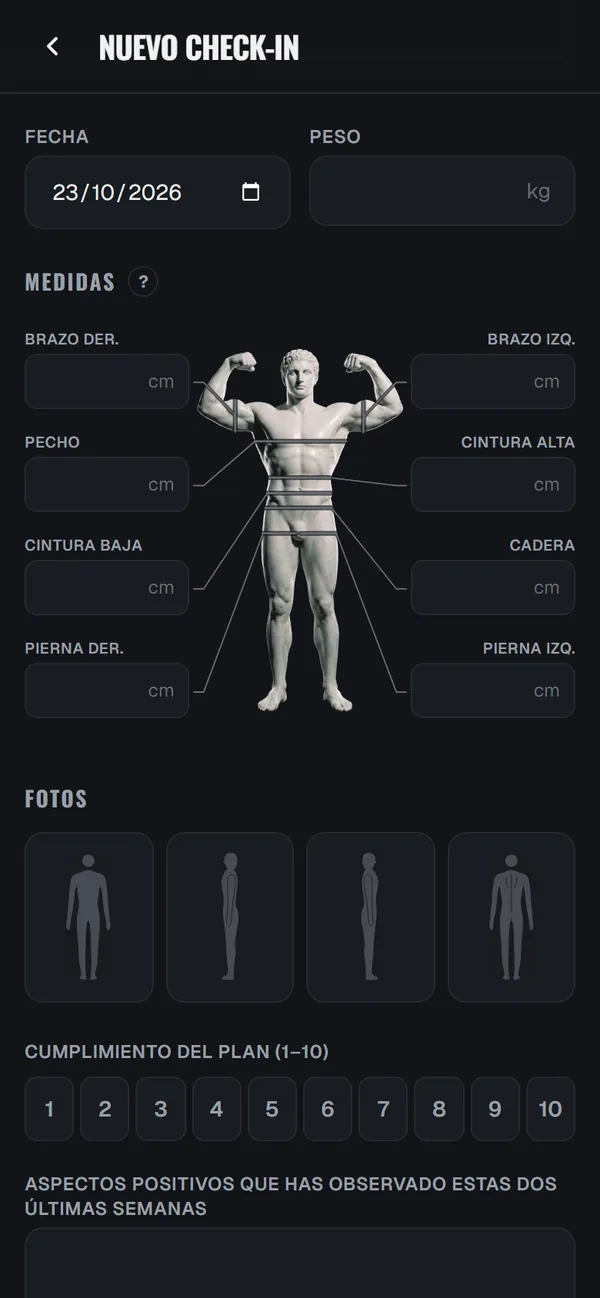 NUEVO CHECK-IN
FECHA
PESO
23/10/2026
kg
MEDIDAS ?
BRAZO DER.
BRAZO IZQ.
cm
cm
PECHO
CINTURA ALTA
cm
cm
CINTURA BAJA
CADERA
cm
cm
PIERNA DER.
PIERNA IZQ.
cm
cm
FOTOS
CUMPLIMIENTO DEL PLAN (1–10)
1 2 3 4 5 6 7 8 9 10
ASPECTOS POSITIVOS QUE HAS OBSERVADO ESTAS DOS
ÚLTIMAS SEMANAS